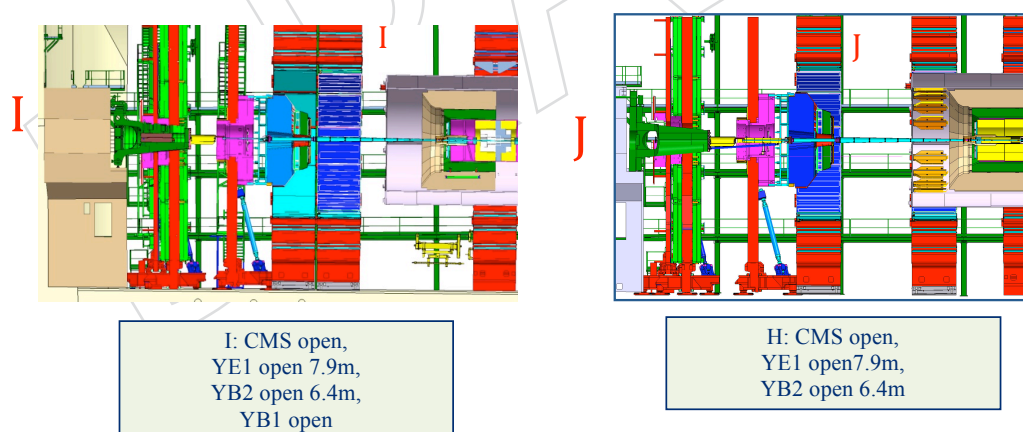 I
I
J
J
I: CMS open,
YE1 open 7.9m,
YB2 open 6.4m,
YB1 open
H: CMS open,
YE1 open7.9m,
YB2 open 6.4m